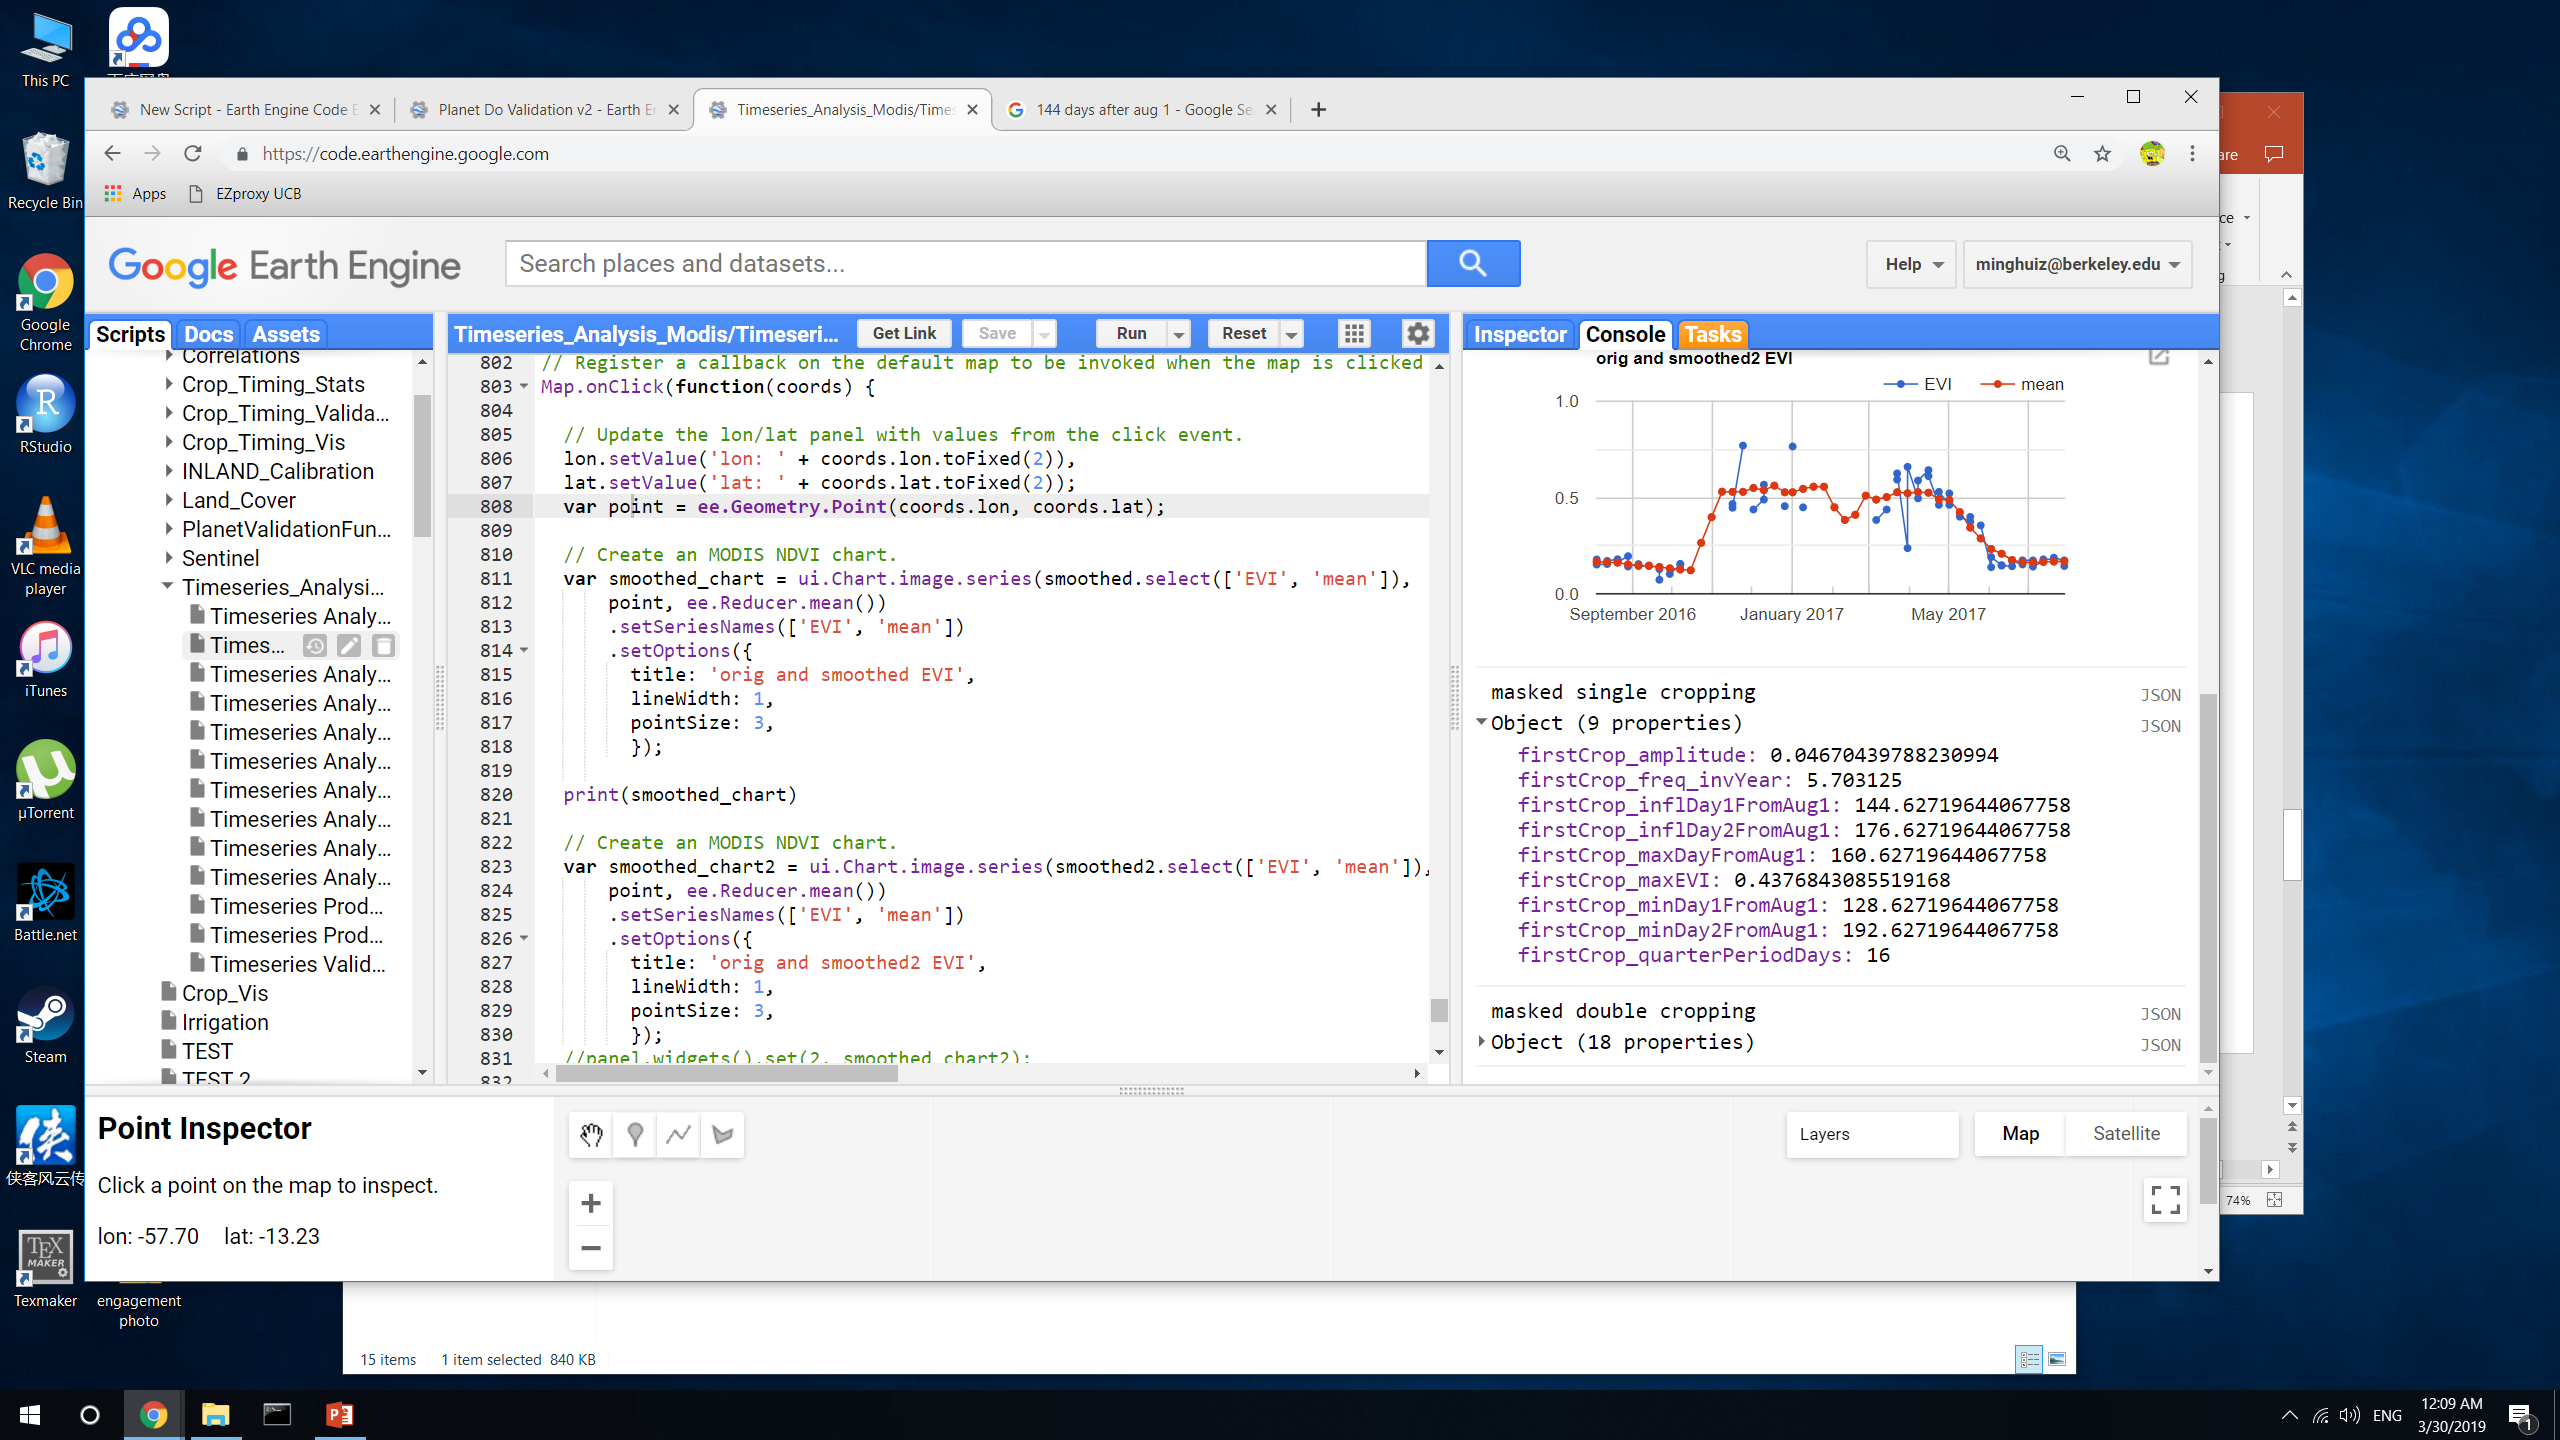 This PC
Recycle Bin
Google
Chrome
RStudio
VLC media
player
iTunes
µTorrent
Battle.net
Steam
侠客风云传
TEX
MAKER
Texmaker
engagement
photo
New Script - Earth Engine Code E
Planet Do Validation v2 - Earth En
Timeseries_Analysis_Modis/Times
144 days after aug 1 - Google Se
https://code.earthengine.google.com
Apps
EZproxy UCB
Google Earth Engine
Search places and datasets...
Help
minghuiz@berkeley.edu
Scripts
Docs
Assets
Correlations
Crop_Timing_Stats
Crop_Timing_Valida...
Crop_Timing_Vis
INLAND_Calibration
Land_Cover
PlanetValidationFun...
Sentinel
Timeseries_Analysi...
Timeseries Analy...
Times...
Timeseries Analy...
Timeseries Analy...
Timeseries Analy...
Timeseries Analy...
Timeseries Analy...
Timeseries Analy...
Timeseries Analy...
Timeseries Analy...
Timeseries Prod...
Timeseries Prod...
Timeseries Valid...
Crop_Vis
Irrigation
TEST
TEST 2
Timeseries_Analysis_Modis/Timeseri...
Get Link
Save
Run
Reset
802 // Register a callback on the default map to be invoked when the map is clicked
803 Map.onClick(function(coords) {
804
805 // Update the lon/lat panel with values from the click event.
806 lon.setValue('lon: ' + coords.lon.toFixed(2)),
807 lat.setValue('lat: ' + coords.lat.toFixed(2));
808 var point = ee.Geometry.Point(coords.lon, coords.lat);
809
810 // Create an MODIS NDVI chart.
811 var smoothed_chart = ui.Chart.image.series(smoothed.select(['EVI', 'mean']),
812 point, ee.Reducer.mean())
813 .setSeriesNames(['EVI', 'mean'])
814 .setOptions({
815 title: 'orig and smoothed EVI',
816 lineWidth: 1,
817 pointSize: 3,
818 });
819
820 print(smoothed_chart)
821
822 // Create an MODIS NDVI chart.
823 var smoothed_chart2 = ui.Chart.image.series(smoothed2.select(['EVI', 'mean']),
824 point, ee.Reducer.mean())
825 .setSeriesNames(['EVI', 'mean'])
826 .setOptions({
827 title: 'orig and smoothed2 EVI',
828 lineWidth: 1,
829 pointSize: 3,
830 });
831 //panel.widgets().set(2, smoothed_chart2);
832
Inspector
Console
Tasks
orig and smoothed2 EVI
EVI
mean
1.0
0.5
0.0
September 2016
January 2017
May 2017
masked single cropping JSON
Object (9 properties) JSON
firstCrop_amplitude: 0.04670439788230994
firstCrop_freq_invYear: 5.703125
firstCrop_inflDay1FromAug1: 144.62719644067758
firstCrop_inflDay2FromAug1: 176.62719644067758
firstCrop_maxDayFromAug1: 160.62719644067758
firstCrop_maxEVI: 0.4376843085519168
firstCrop_minDay1FromAug1: 128.62719644067758
firstCrop_minDay2FromAug1: 192.62719644067758
firstCrop_quarterPeriodDays: 16
masked double cropping JSON
Object (18 properties) JSON
Point Inspector
Click a point on the map to inspect.
lon: -57.70 lat: -13.23
Layers
Map
Satellite
are
ce
74%
15 items
1 item selected 840 KB
ENG
12:09 AM
3/30/2019
1